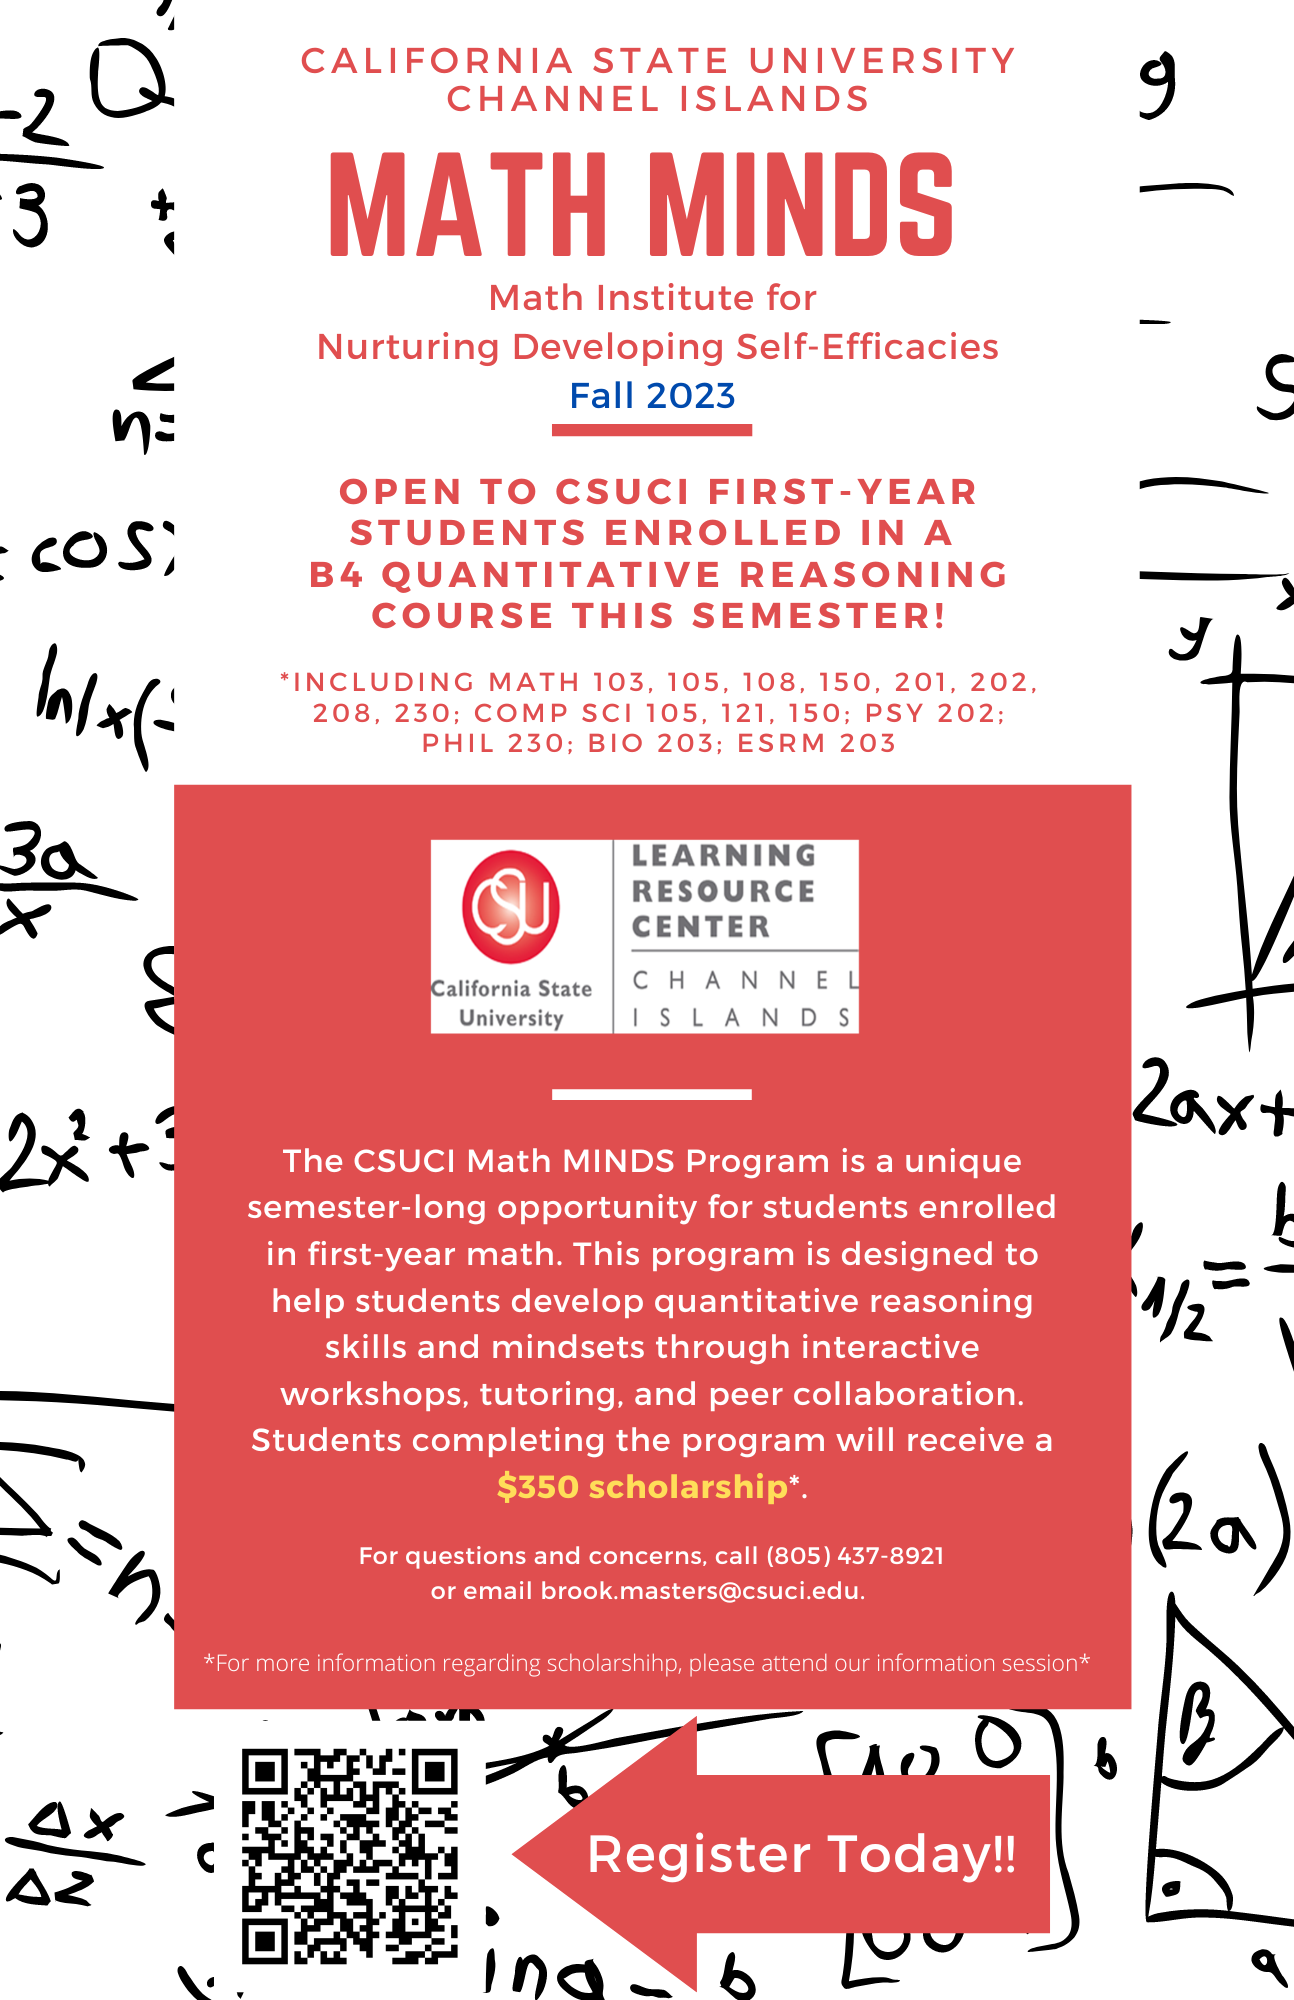 CALIFORNIA STATE UNIVERSITY
CHANNEL ISLANDS
MATH MINDS
Math Institute for
Nurturing Developing Self-Efficacies
Fall 2023
OPEN TO CSUCI FIRST-YEAR
STUDENTS ENROLLED IN A
B4 QUANTITATIVE REASONING
COURSE THIS SEMESTER!
*INCLUDING MATH 103, 105, 108, 150, 201, 202,
208, 230; COMP SCI 105, 121, 150; PSY 202;
PHIL 230; BIO 203; ESRM 203
CSU
California State
University
LEARNING
RESOURCE
CENTER
CHANNEL
ISLANDS
The CSUCI Math MINDS Program is a unique
semester-long opportunity for students enrolled
in first-year math. This program is designed to
help students develop quantitative reasoning
skills and mindsets through interactive
workshops, tutoring, and peer collaboration.
Students completing the program will receive a
$350 scholarship*.
For questions and concerns, call (805) 437-8921
or email brook.masters@csuci.edu.
*For more information regarding scholarshihp, please attend our information session*
Register Today!!